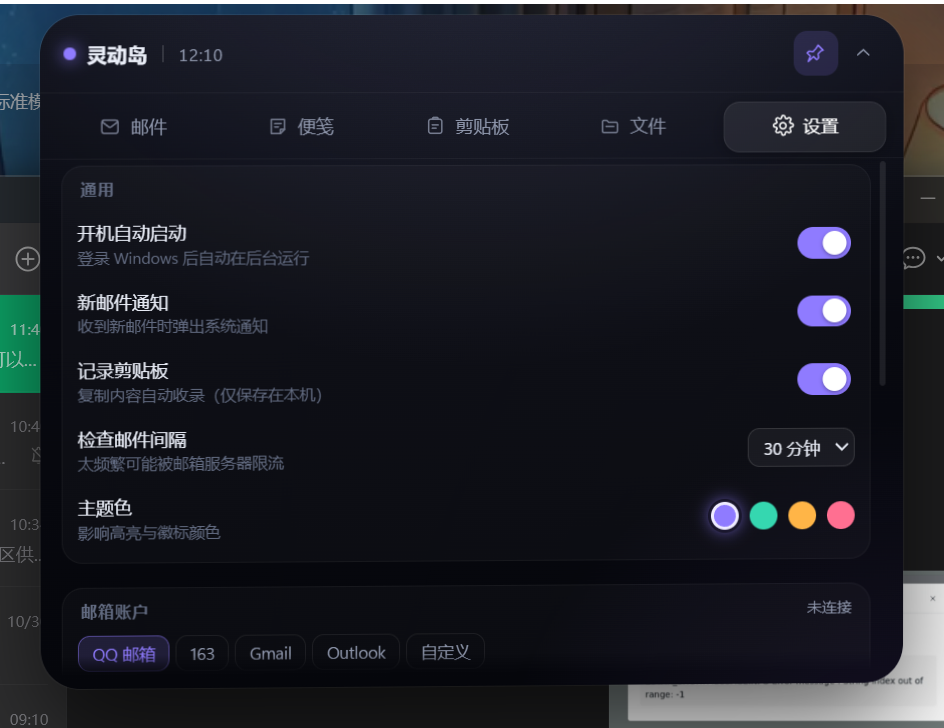 灵动岛 12:10
邮件 便笺 剪贴板 文件 设置
标准模
通用
开机自动启动
登录 Windows 后自动在后台运行
新邮件通知
收到新邮件时弹出系统通知
11:4
可以...
记录剪贴板
复制内容自动收录（仅保存在本机）
10:4
检查邮件间隔
太频繁可能被邮箱服务器限流
30 分钟
主题色
影响高亮与徽标颜色
10:3
区供...
邮箱账户
未连接
10/3
QQ 邮箱 163 Gmail Outlook 自定义
index out of
range: -1
09:10